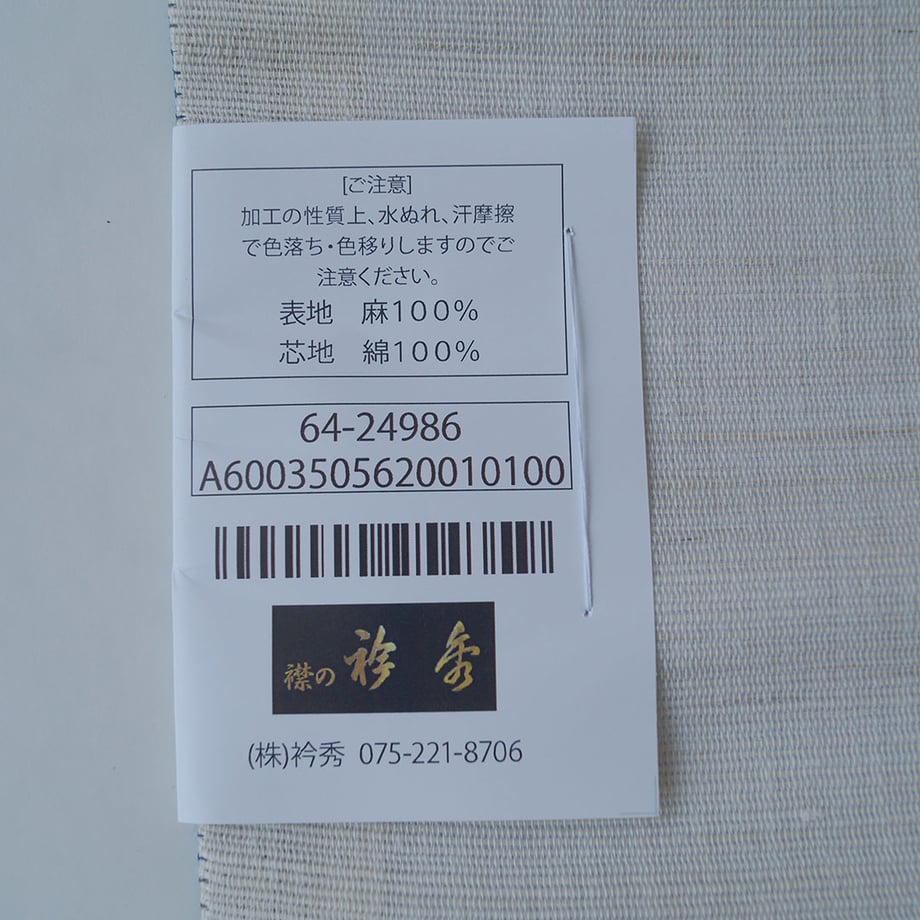 [ご注意]
加工の性質上、水ぬれ、汗摩擦
で色落ち・色移りしますのでご
注意ください。
表地　麻100%
芯地　綿100%
64-24986
A6003505620010100
襟の 衿 秀
(株)衿秀 075-221-8706